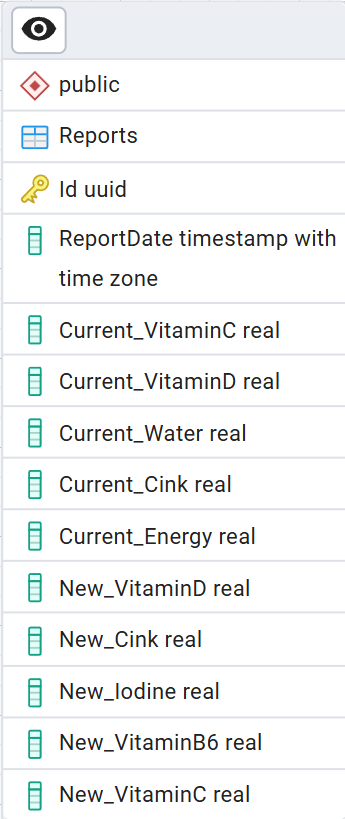 public
Reports
Id uuid
ReportDate timestamp with
time zone
Current_VitaminC real
Current_VitaminD real
Current_Water real
Current_Cink real
Current_Energy real
New_VitaminD real
New_Cink real
New_Iodine real
New_VitaminB6 real
New_VitaminC real